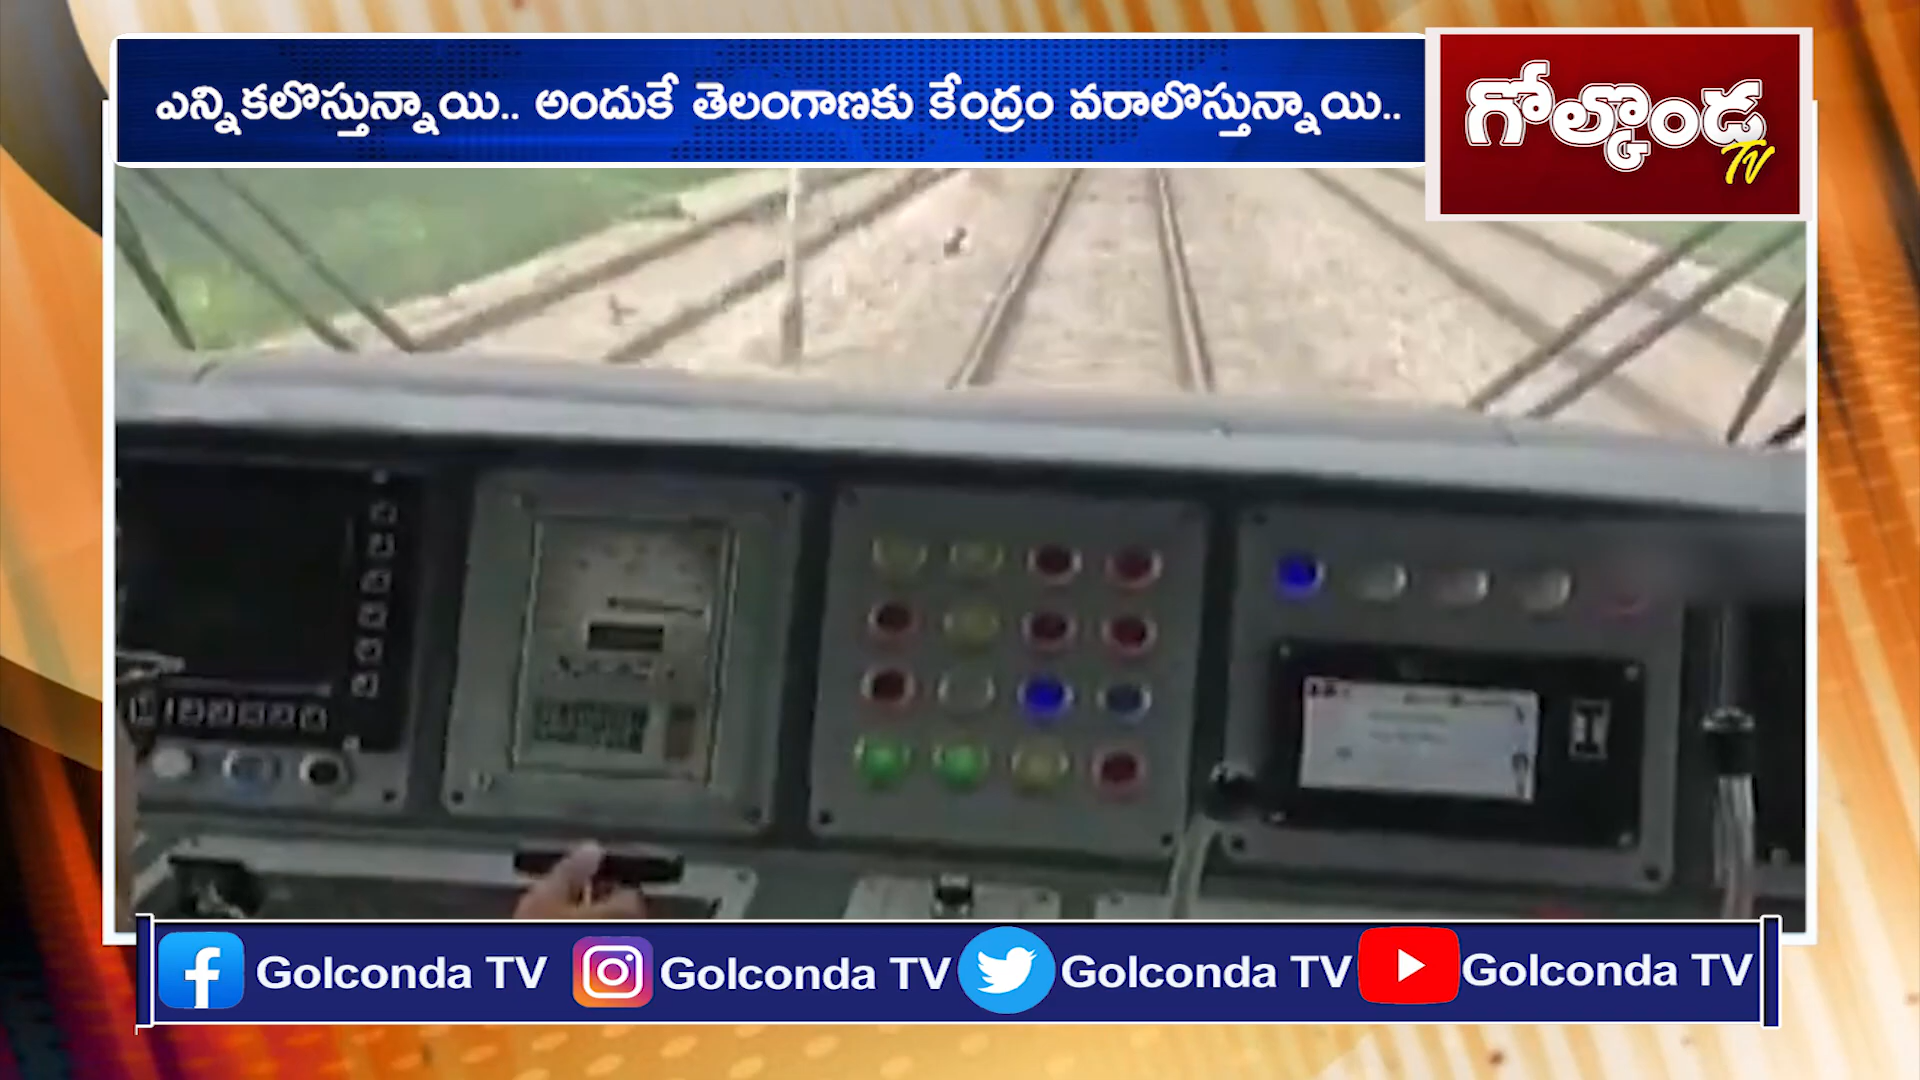 ఎన్నికలొస్తున్నాయి.. అందుకే తెలంగాణకు కేంద్రం వరాలొస్తున్నాయి..
గోల్కొండ
TV
Golconda TV Golconda TV Golconda TV Golconda TV